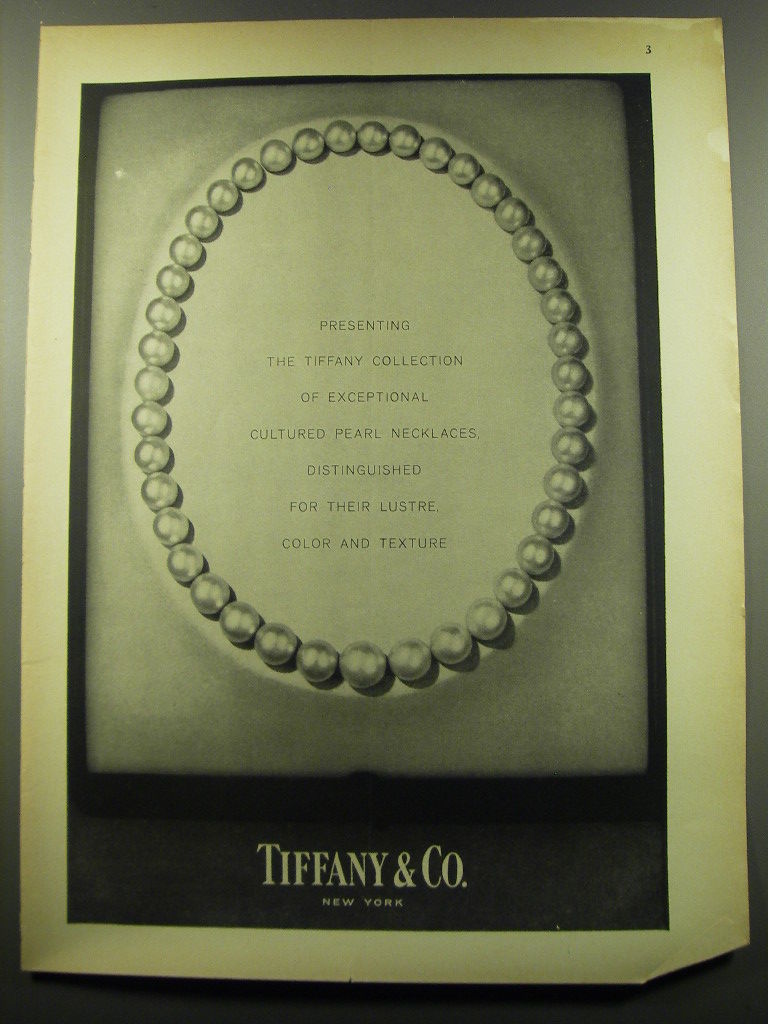 3
PRESENTING
THE TIFFANY COLLECTION
OF EXCEPTIONAL
CULTURED PEARL NECKLACES,
DISTINGUISHED
FOR THEIR LUSTRE,
COLOR AND TEXTURE
TIFFANY & CO.
NEW YORK